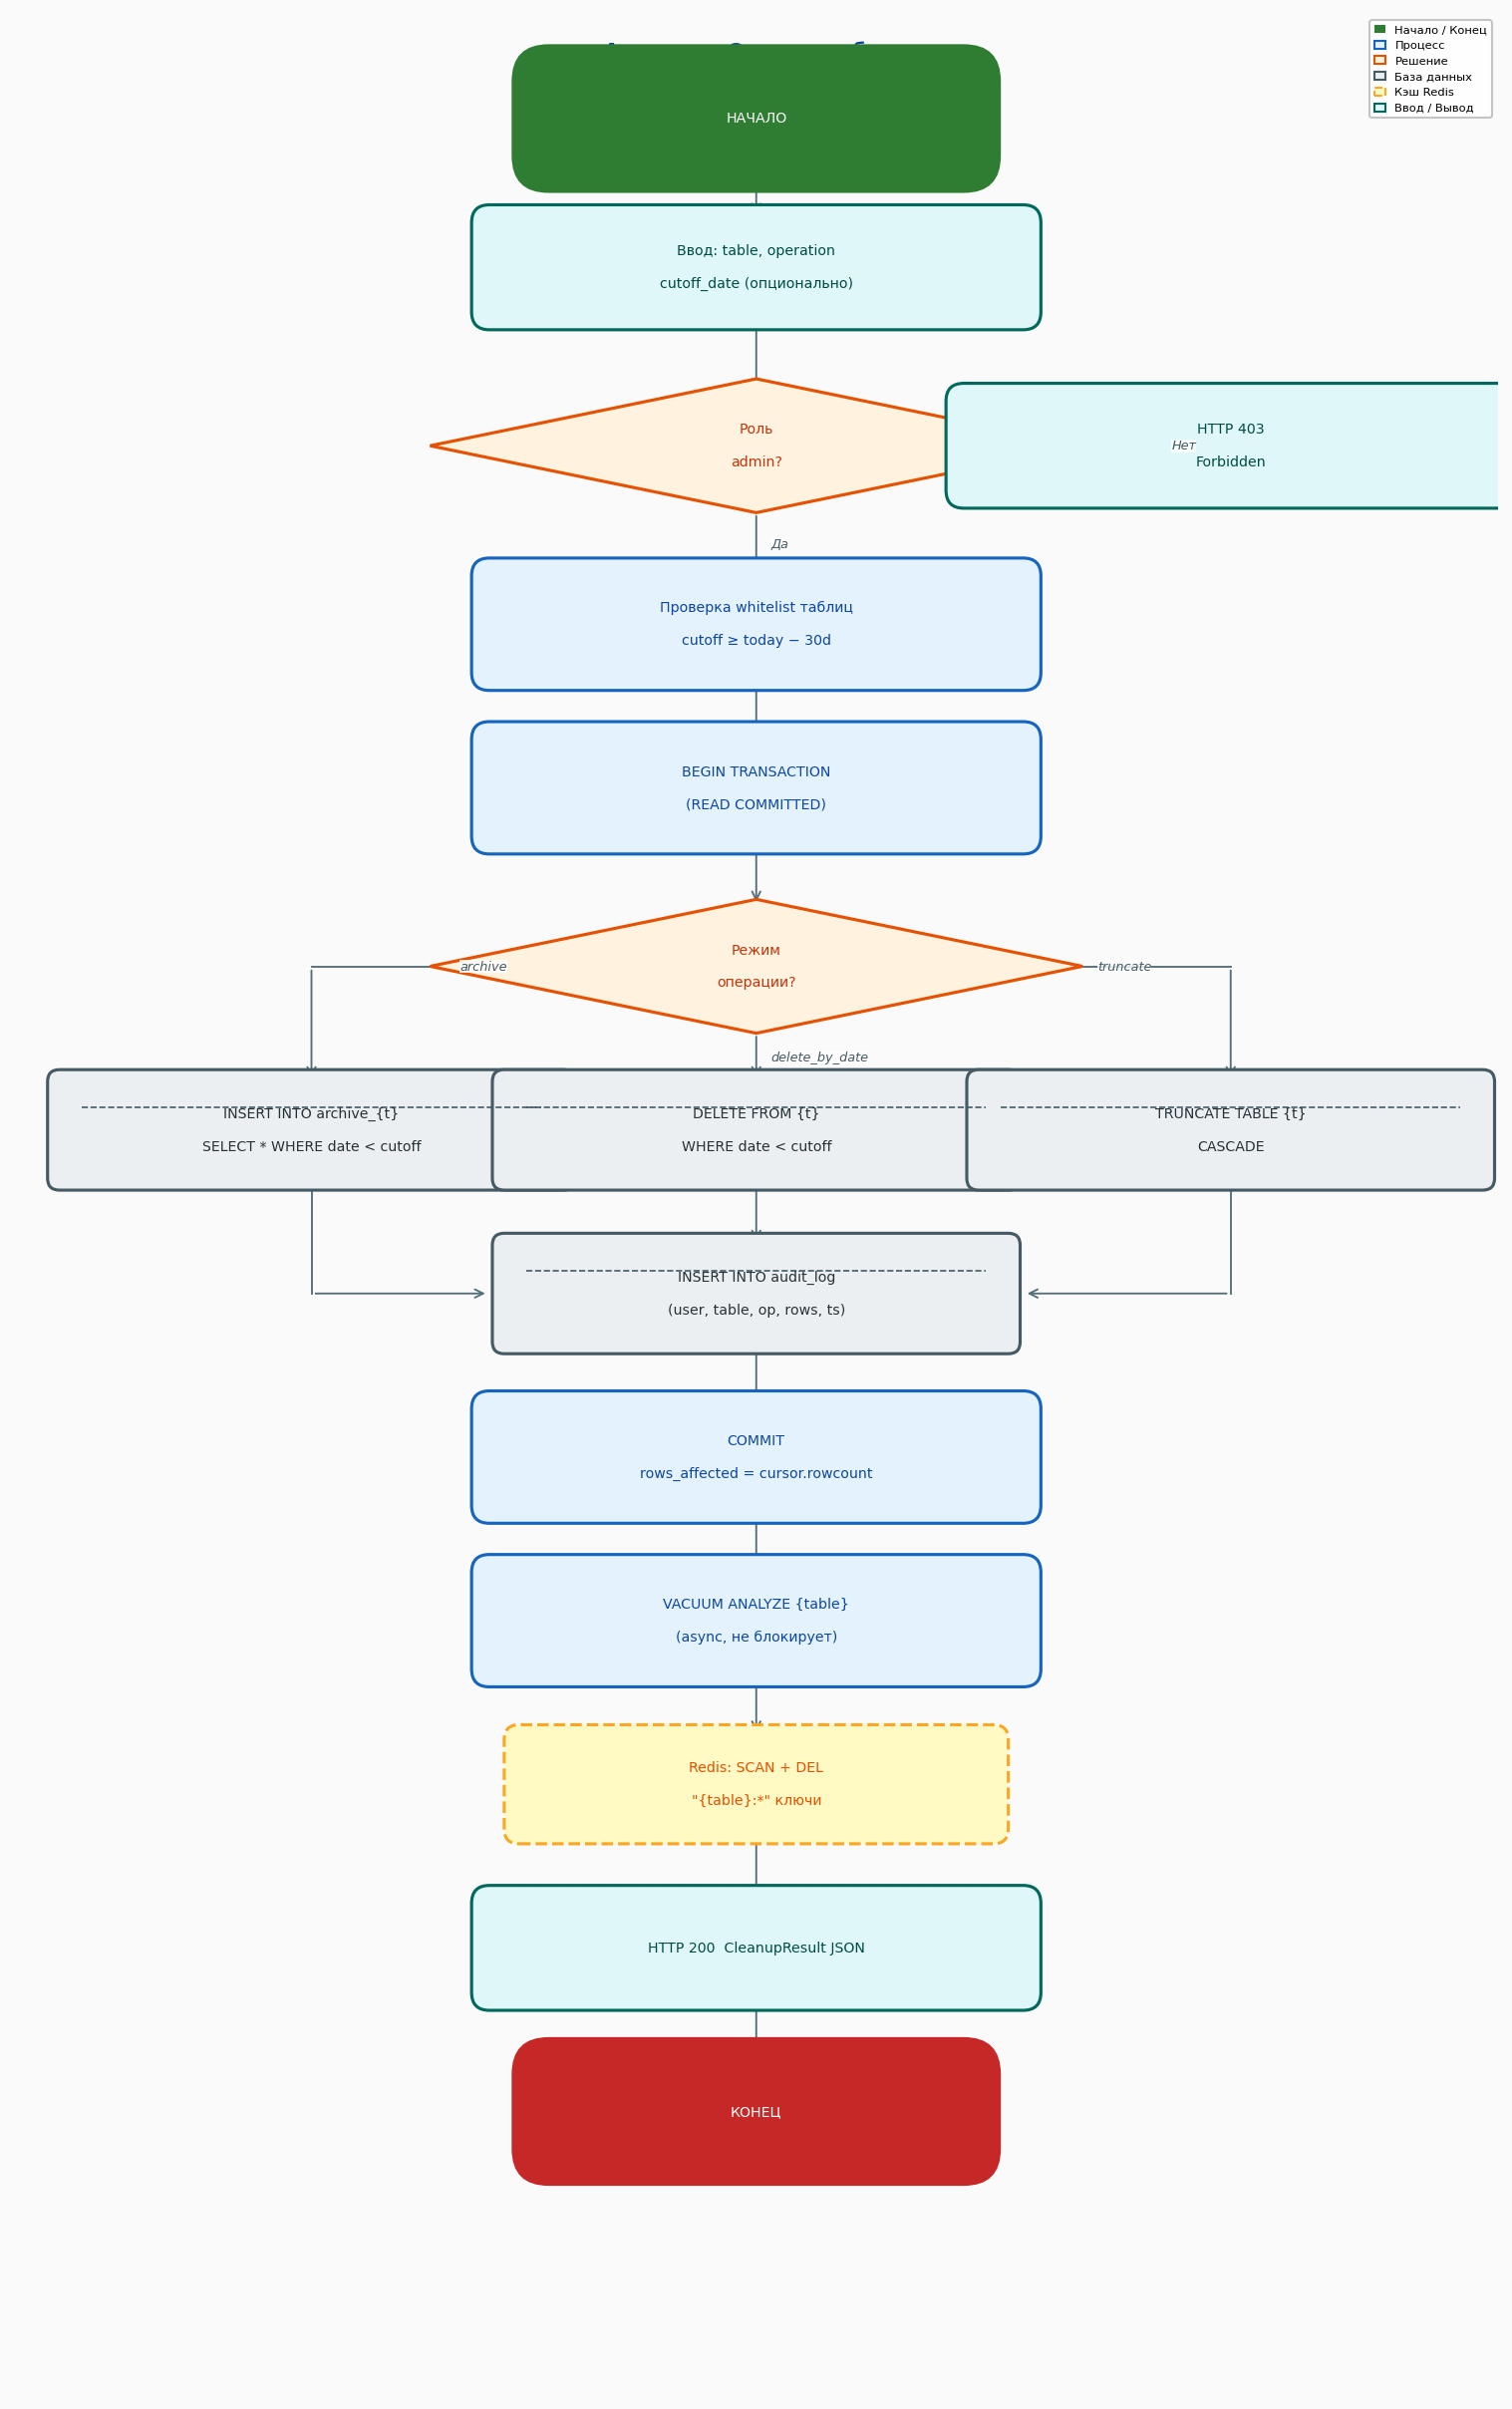 Начало / Конец
Процесс
Решение
База данных
Кэш Redis
Ввод / Вывод
НАЧАЛО
Ввод: table, operation
cutoff_date (опционально)
Роль
admin?
Нет
HTTP 403
Forbidden
Да
Проверка whitelist таблиц
cutoff ≥ today − 30d
BEGIN TRANSACTION
(READ COMMITTED)
Режим
операции?
archive
truncate
delete_by_date
INSERT INTO archive_{t}
SELECT * WHERE date < cutoff
DELETE FROM {t}
WHERE date < cutoff
TRUNCATE TABLE {t}
CASCADE
INSERT INTO audit_log
(user, table, op, rows, ts)
COMMIT
rows_affected = cursor.rowcount
VACUUM ANALYZE {table}
(async, не блокирует)
Redis: SCAN + DEL
"{table}:*" ключи
HTTP 200  CleanupResult JSON
КОНЕЦ